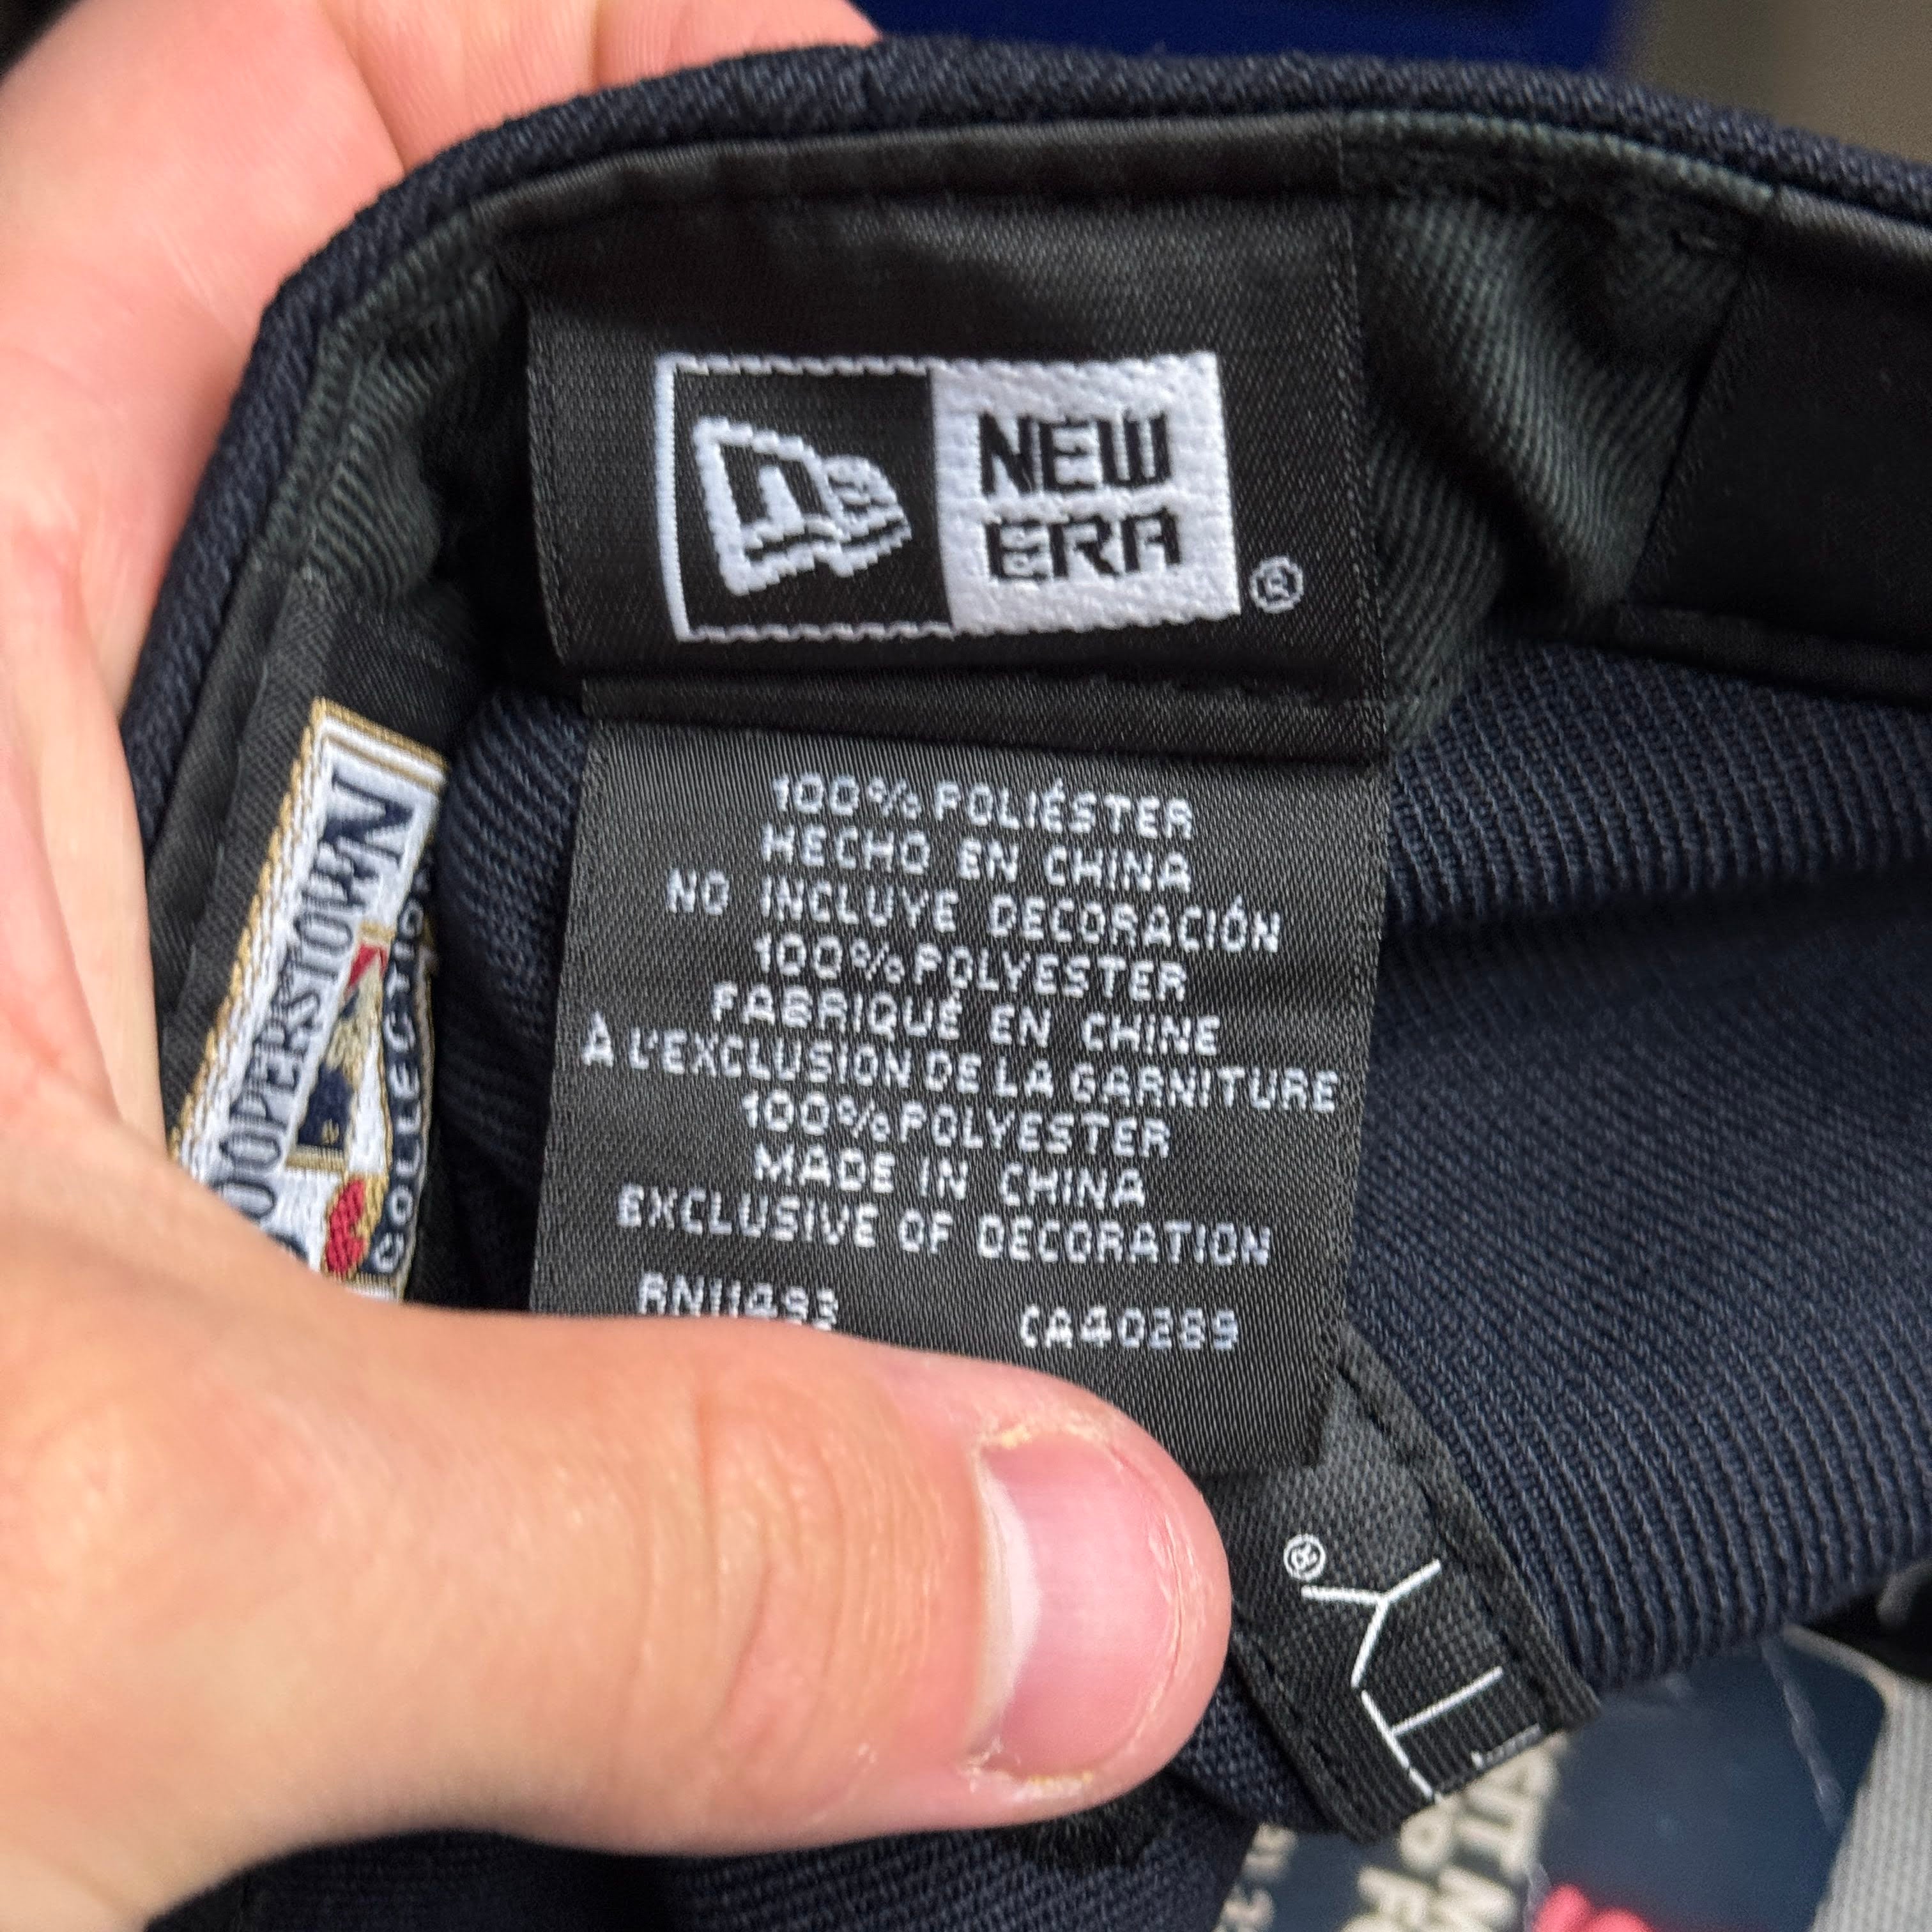 NEW
ERA
®
100% POLIÉSTER
HECHO EN CHINA
NO INCLUYE DECORACIÓN
100% POLYESTER
FABRIQUÉ EN CHINE
À L'EXCLUSION DE LA GARNITURE
100% POLYESTER
MADE IN CHINA
EXCLUSIVE OF DECORATION
CA40289
COOPERSTOWN
COLLECTION
®